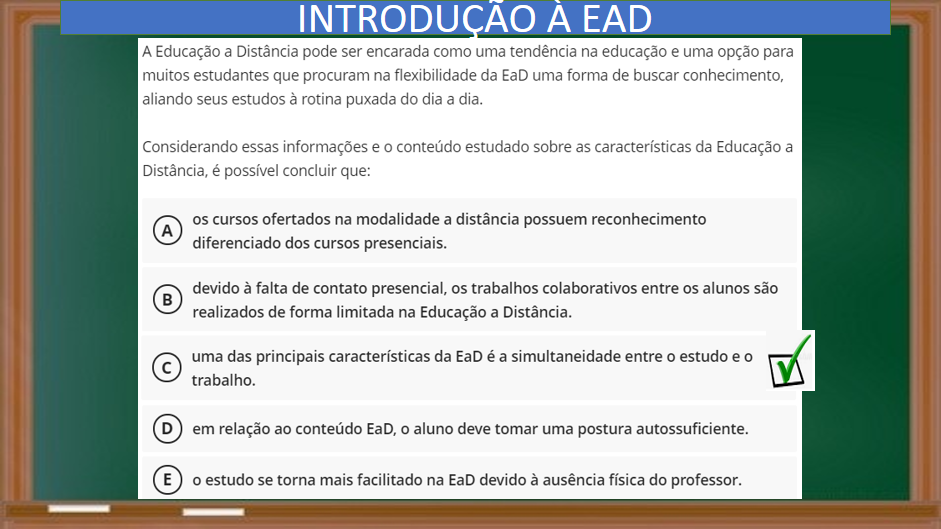 INTRODUÇÃO À EAD
A Educação a Distância pode ser encarada como uma tendência na educação e uma opção para
muitos estudantes que procuram na flexibilidade da EaD uma forma de buscar conhecimento,
aliando seus estudos à rotina puxada do dia a dia.
Considerando essas informações e o conteúdo estudado sobre as características da Educação a
Distância, é possível concluir que:
A os cursos ofertados na modalidade a distância possuem reconhecimento
diferenciado dos cursos presenciais.
B devido à falta de contato presencial, os trabalhos colaborativos entre os alunos são
realizados de forma limitada na Educação a Distância.
C uma das principais características da EaD é a simultaneidade entre o estudo e o
trabalho.
D em relação ao conteúdo EaD, o aluno deve tomar uma postura autossuficiente.
E o estudo se torna mais facilitado na EaD devido à ausência física do professor.